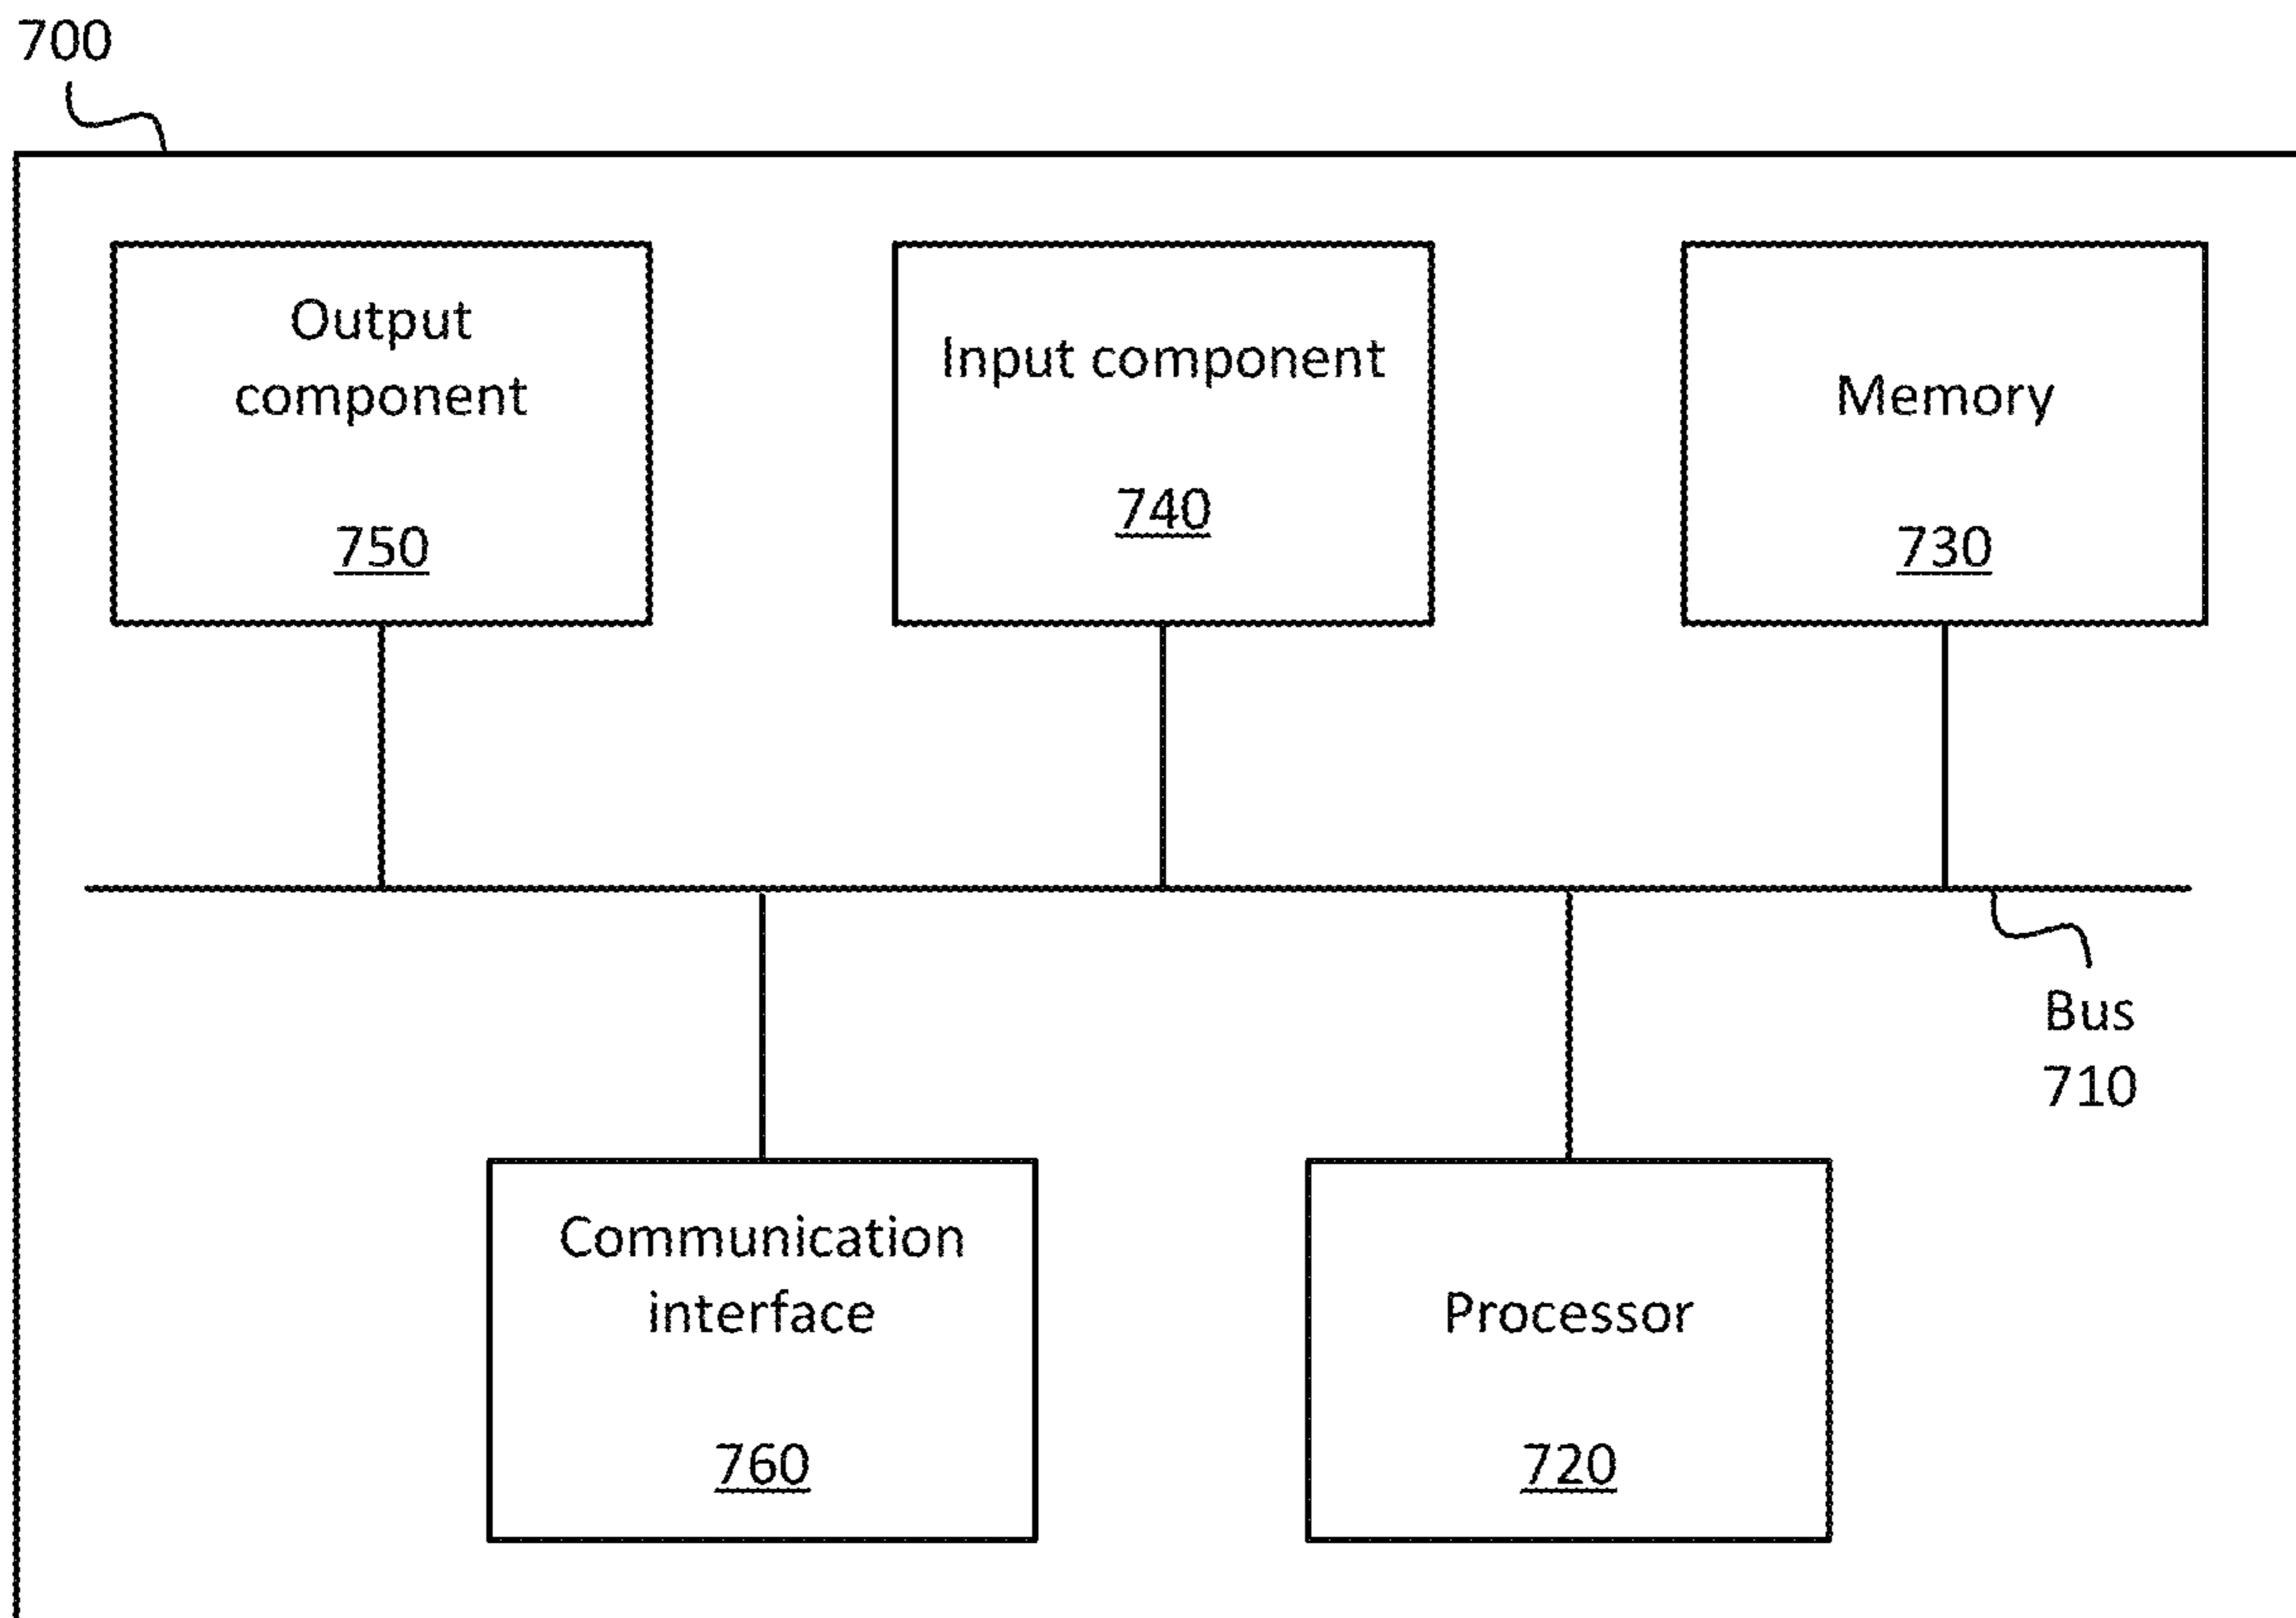 700
Output
component
750
Input component
740
Memory
730
Bus
710
Communication
interface
760
Processor
720